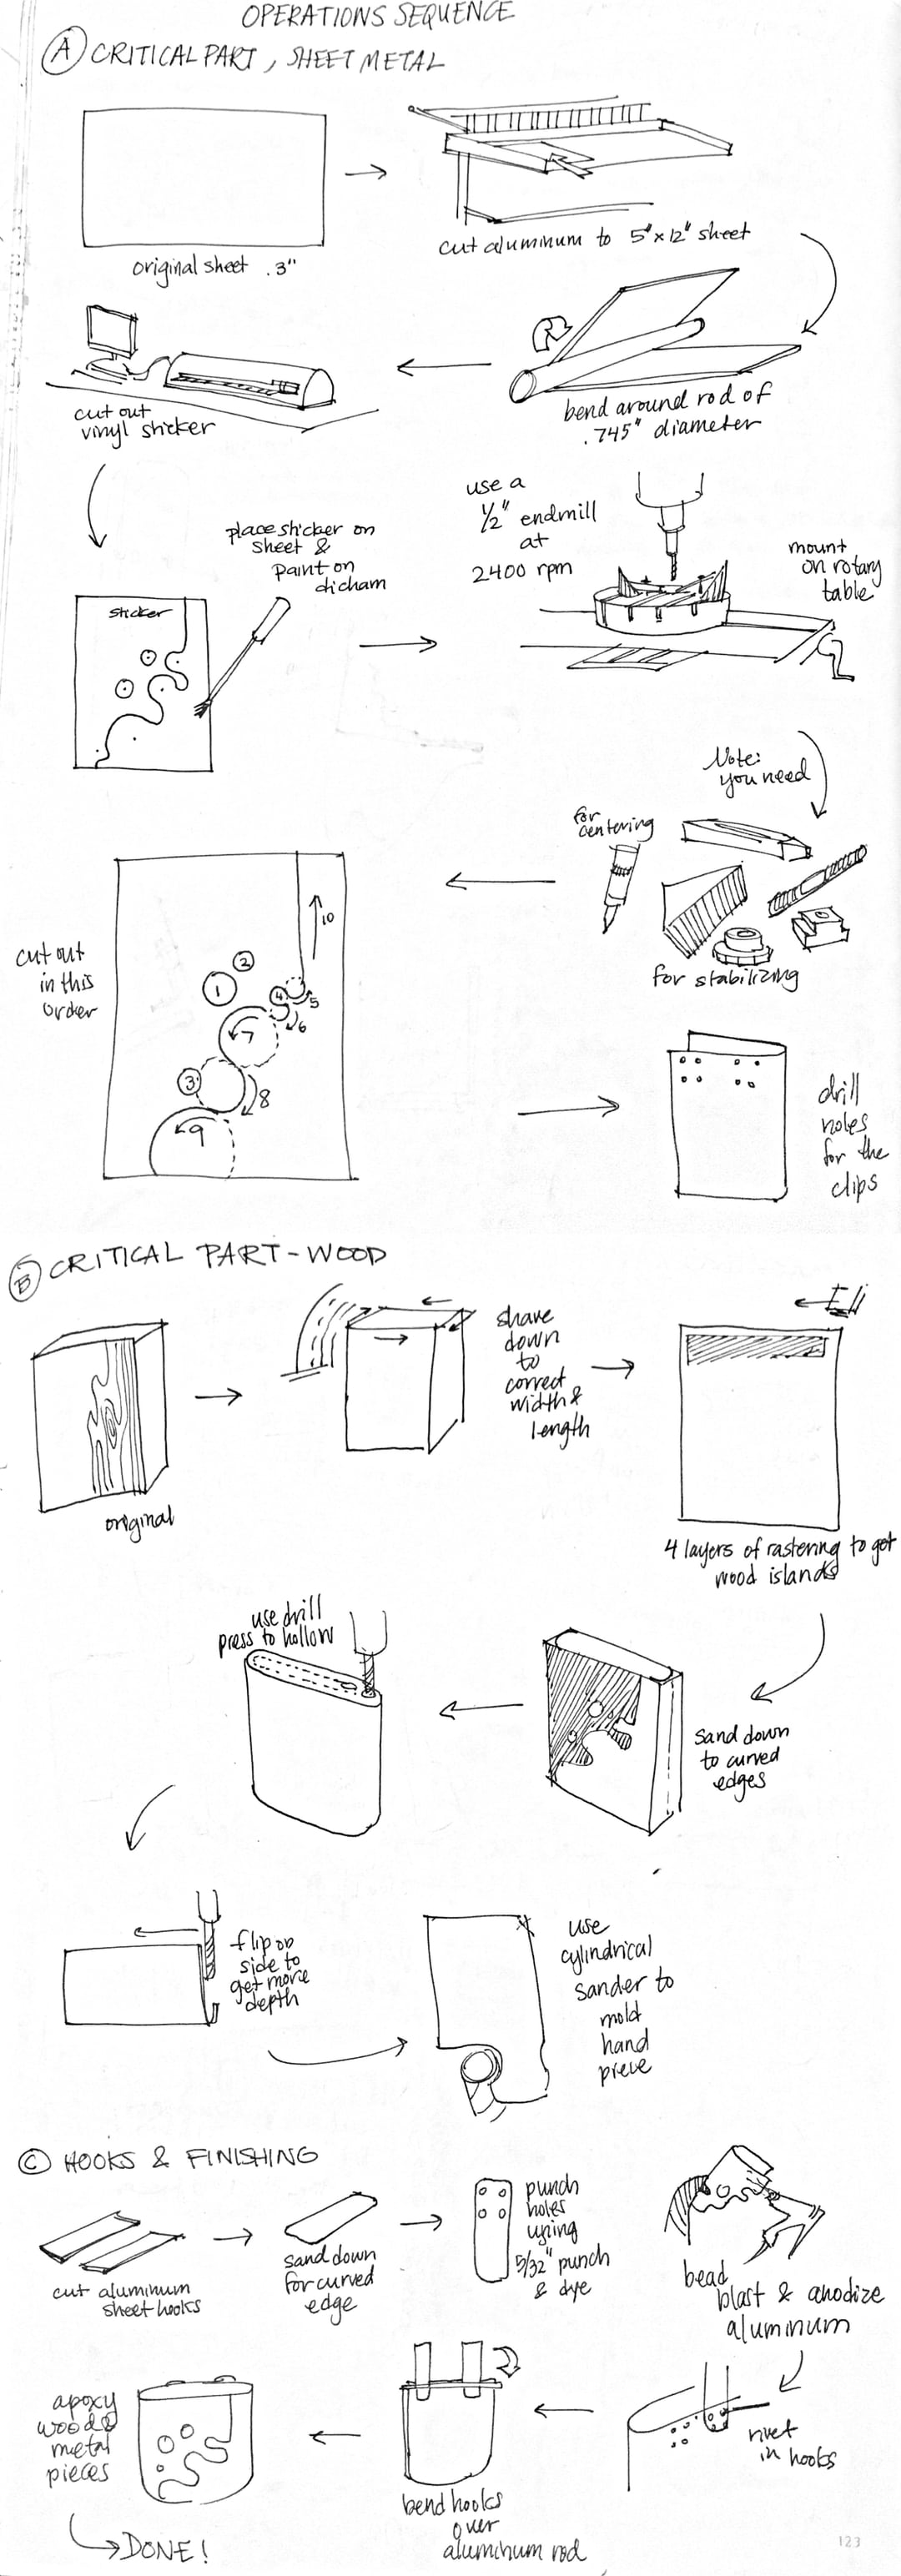 OPERATIONS SEQUENCE
A CRITICAL PART, SHEET METAL
original sheet .3"
cut aluminum to 5"x12" sheet
bend around rod of
.745" diameter
cut out
vinyl sticker
place sticker on
sheet &
paint on
dicham
sticker
use a
1/2" endmill
at
2400 rpm
mount
on rotary
table
Note:
you need
for
centering
for stabilizing
cut out
in this
order
1
2
3
4
5
6
7
8
9
10
drill
holes
for the
clips
B CRITICAL PART-WOOD
original
shave
down
to
correct
width &
length
4 layers of rastering to get
wood islands
sand down
to curved
edges
use drill
press to hollow
flip on
side to
get more
depth
use
cylindrical
sander to
mold
hand
pieve
C HOOKS & FINISHING
cut aluminum
sheet hooks
sand down
for curved
edge
punch
holes
using
5/32" punch
& dye
bead
blast & anodize
aluminum
rivet
in hooks
bend hooks
over
aluminum rod
apoxy
wood &
metal
pieces
DONE!
123